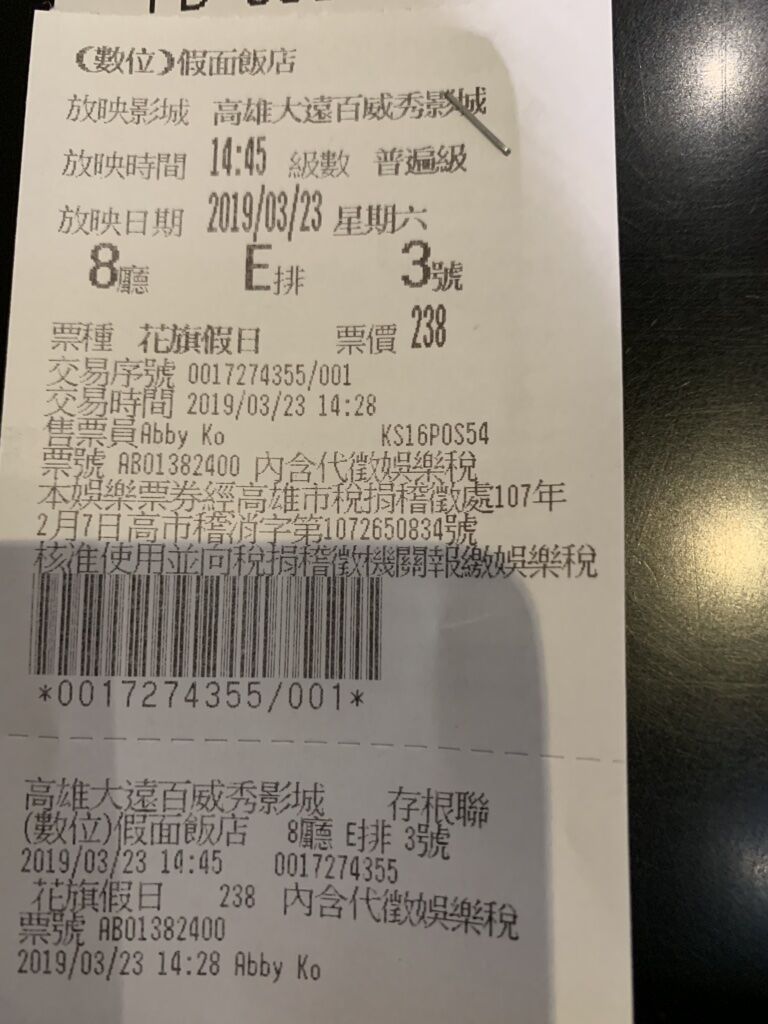 (數位)假面飯店
放映影城 高雄大遠百威秀影城
放映時間 14:45 級數 普遍級
放映日期 2019/03/23 星期六
8廳 E排 3號
票種 花旗假日 票價 238
交易序號 0017274355/001
交易時間 2019/03/23 14:28
售票員Abby Ko KS16POS54
票號 AB01382400 內含代徵娛樂稅
本娛樂票券經高雄市稅捐稽徵處107年
2月7日高市稽消字第1072650834號
核准使用並向稅捐稽徵機關報繳娛樂稅
*0017274355/001*
高雄大遠百威秀影城 存根聯
(數位)假面飯店 8廳 E排 3號
2019/03/23 14:45 0017274355
花旗假日 238 內含代徵娛樂稅
票號 AB01382400
2019/03/23 14:28 Abby Ko